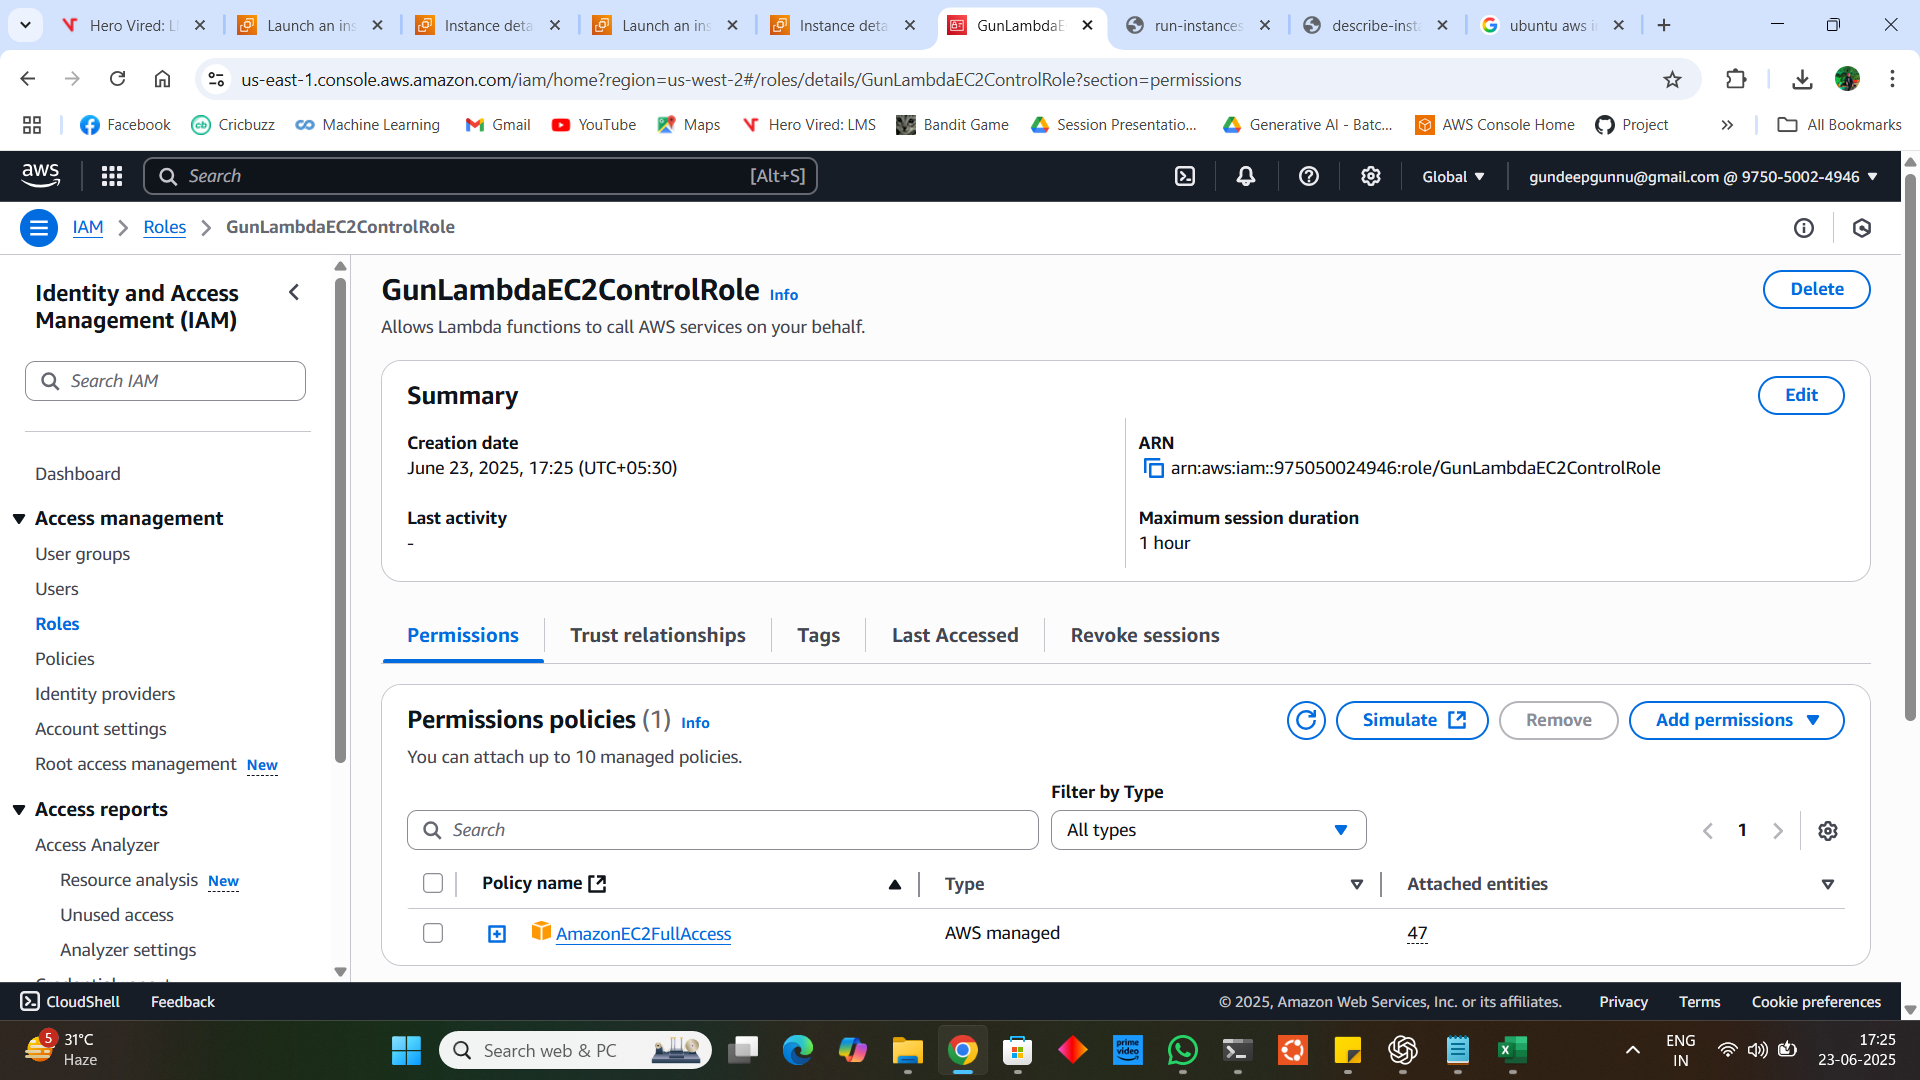 Hero Vired: L
Launch an ins
Instance deta
Launch an ins
Instance deta
GunLambdaE
run-instances
describe-insta
ubuntu aws i
us-east-1.console.aws.amazon.com/iam/home?region=us-west-2#/roles/details/GunLambdaEC2ControlRole?section=permissions
Facebook
Cricbuzz
Machine Learning
Gmail
YouTube
Maps
Hero Vired: LMS
Bandit Game
Session Presentatio...
Generative AI - Batc...
AWS Console Home
Project
All Bookmarks
aws
Search
[Alt+S]
Global
gundeepgunnu@gmail.com @ 9750-5002-4946
IAM
Roles
GunLambdaEC2ControlRole
Identity and Access
Management (IAM)
Search IAM
Dashboard
Access management
User groups
Users
Roles
Policies
Identity providers
Account settings
Root access management New
Access reports
Access Analyzer
Resource analysis New
Unused access
Analyzer settings
GunLambdaEC2ControlRole Info
Delete
Allows Lambda functions to call AWS services on your behalf.
Summary
Edit
Creation date
June 23, 2025, 17:25 (UTC+05:30)
ARN
arn:aws:iam::975050024946:role/GunLambdaEC2ControlRole
Last activity
-
Maximum session duration
1 hour
Permissions
Trust relationships
Tags
Last Accessed
Revoke sessions
Permissions policies (1) Info
Simulate
Remove
Add permissions
You can attach up to 10 managed policies.
Filter by Type
Search
All types
1
Policy name
Type
Attached entities
AmazonEC2FullAccess
AWS managed
47
CloudShell
Feedback
© 2025, Amazon Web Services, Inc. or its affiliates.
Privacy
Terms
Cookie preferences
5
31°C
Haze
Search web & PC
prime
video
ENG
IN
17:25
23-06-2025